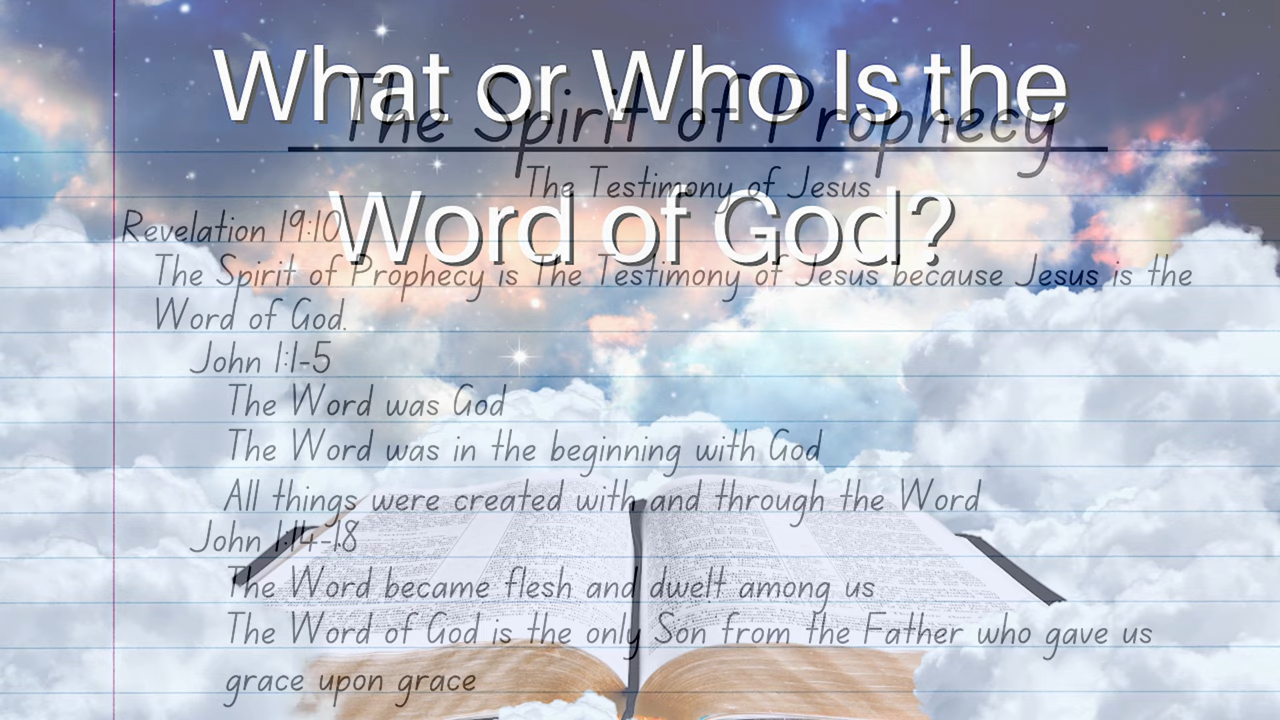 What or Who Is the
Word of God?
The Spirit of Prophecy
The Testimony of Jesus
Revelation 19:10
The Spirit of Prophecy is The Testimony of Jesus because Jesus is the
Word of God.
John 1:1-5
The Word was God
The Word was in the beginning with God
All things were created with and through the Word
John 1:14-18
The Word became flesh and dwelt among us
The Word of God is the only Son from the Father who gave us
grace upon grace